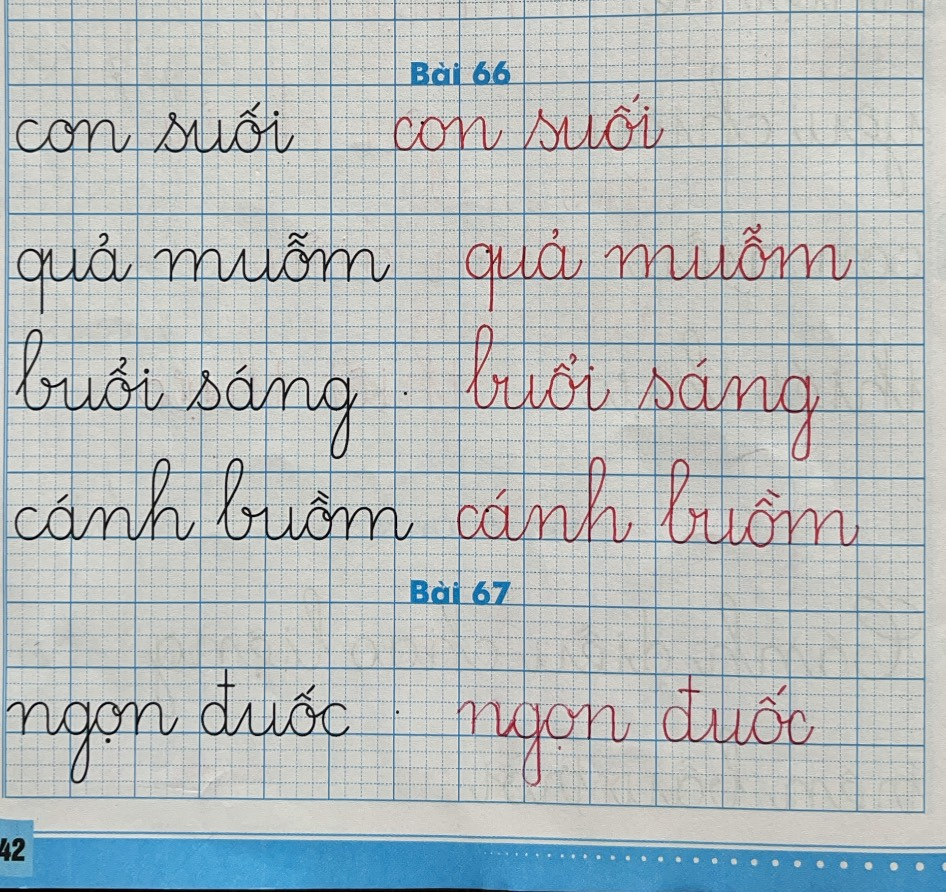 Bài 66
con suối con suối
quả muỗm quả muỗm
buổi sáng . buổi sáng
cánh buồm cánh buồm
Bài 67
ngọn đuốc . ngọn đuốc
42